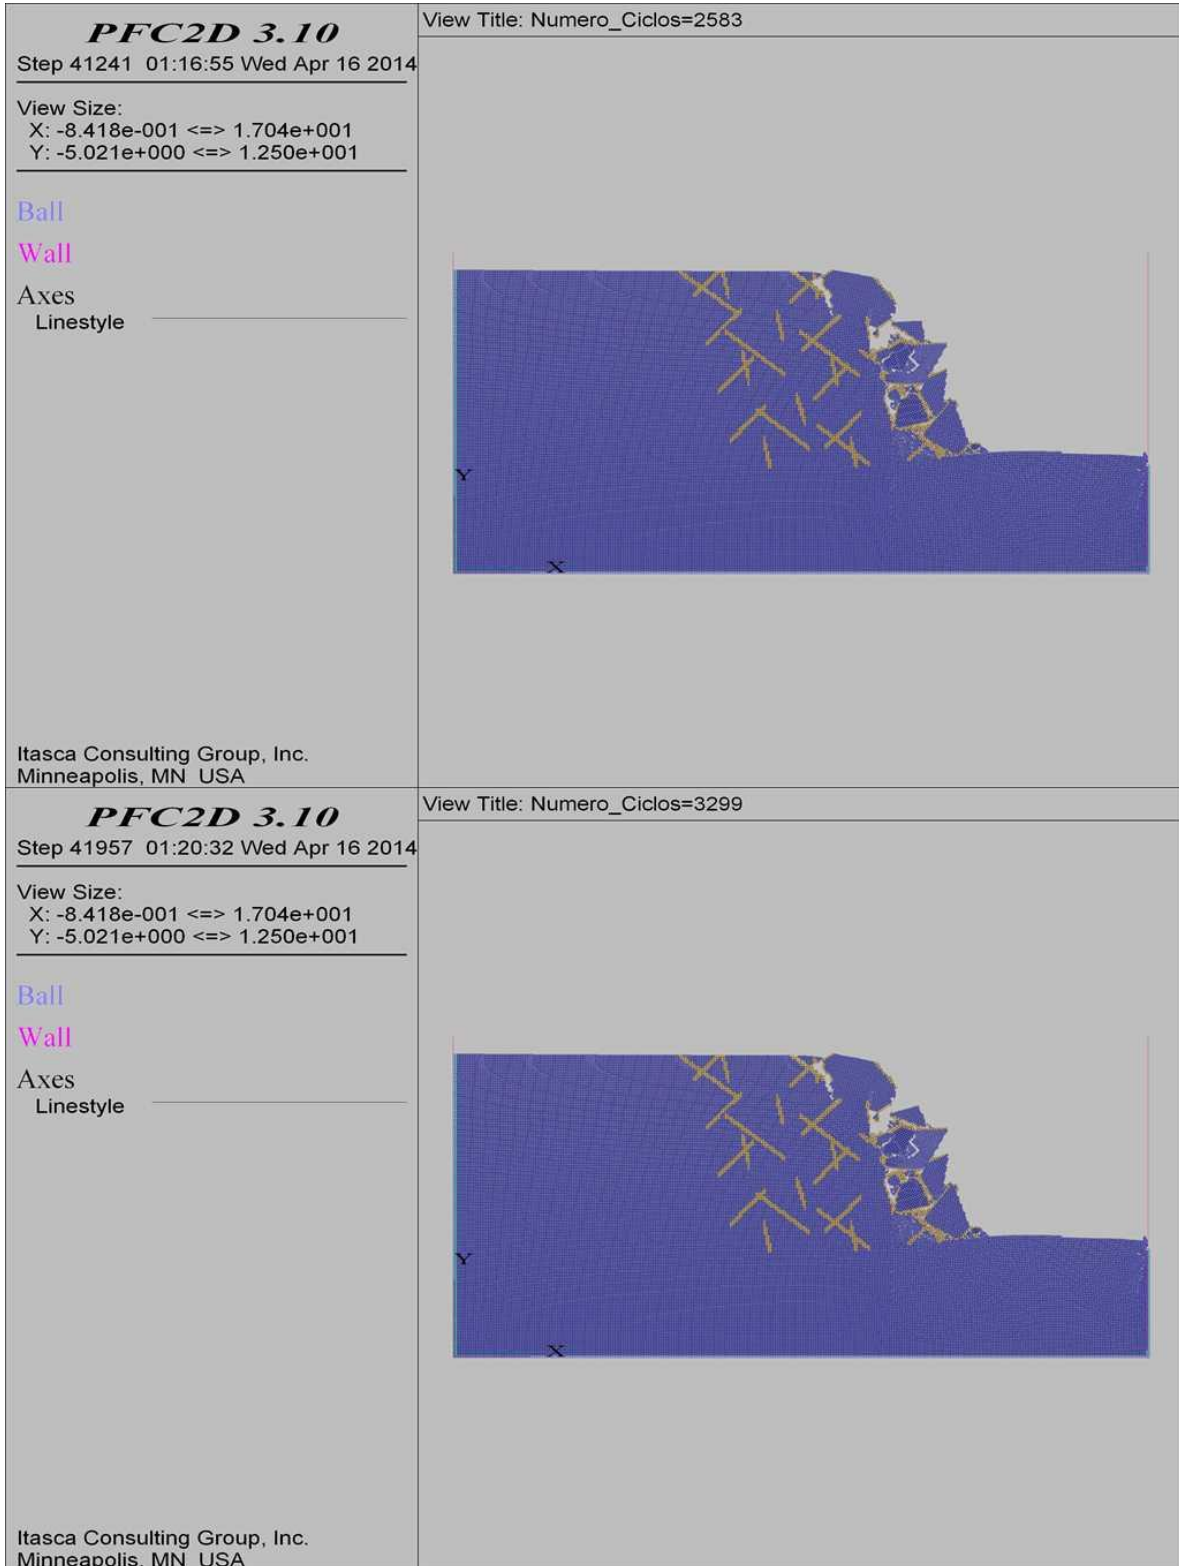 PFC2D 3.10
Step 41241  01:16:55 Wed Apr 16 2014
View Size:
X: -8.418e-001 <=> 1.704e+001
Y: -5.021e+000 <=> 1.250e+001
Ball
Wall
Axes
Linestyle
Itasca Consulting Group, Inc.
Minneapolis, MN  USA
View Title: Numero_Ciclos=2583
Y
X
PFC2D 3.10
Step 41957  01:20:32 Wed Apr 16 2014
View Size:
X: -8.418e-001 <=> 1.704e+001
Y: -5.021e+000 <=> 1.250e+001
Ball
Wall
Axes
Linestyle
Itasca Consulting Group, Inc.
Minneapolis, MN  USA
View Title: Numero_Ciclos=3299
Y
X